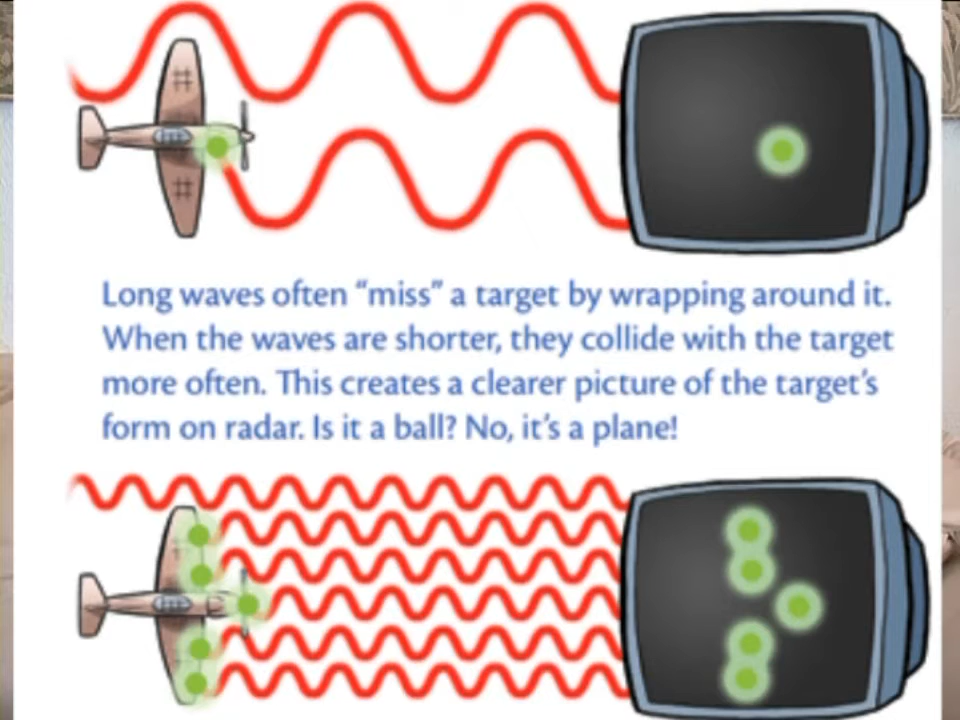 Long waves often “miss” a target by wrapping around it.
When the waves are shorter, they collide with the target
more often. This creates a clearer picture of the target’s
form on radar. Is it a ball? No, it’s a plane!